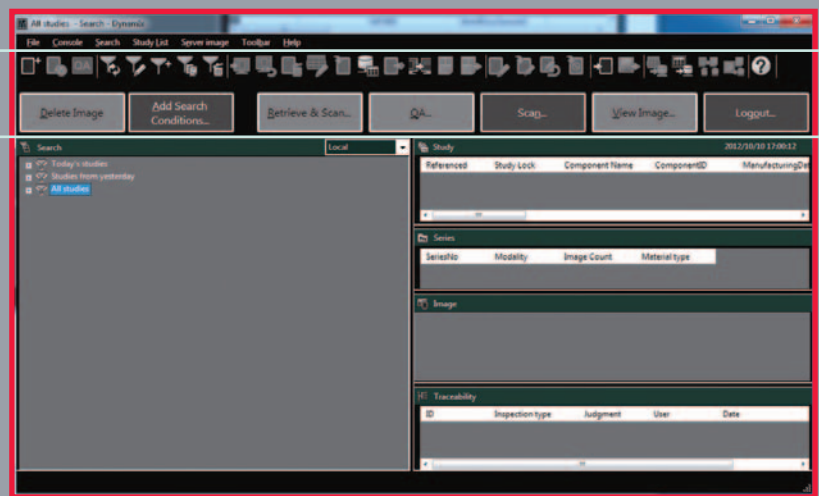 All studies - Search - Dynamix
File Console Search Study List Server image Toolbar Help
QA
Delete Image
Add Search
Conditions...
Retrieve & Scan...
QA...
Scan...
View Image...
Logout...
Search
Local
Today's studies
Studies from yesterday
All studies
Study
2012/10/10 17:00:12
Referenced Study Lock Component Name ComponentID ManufacturingDat
Series
SeriesNo Modality Image Count Material type
Image
Traceability
ID Inspection type Judgment User Date